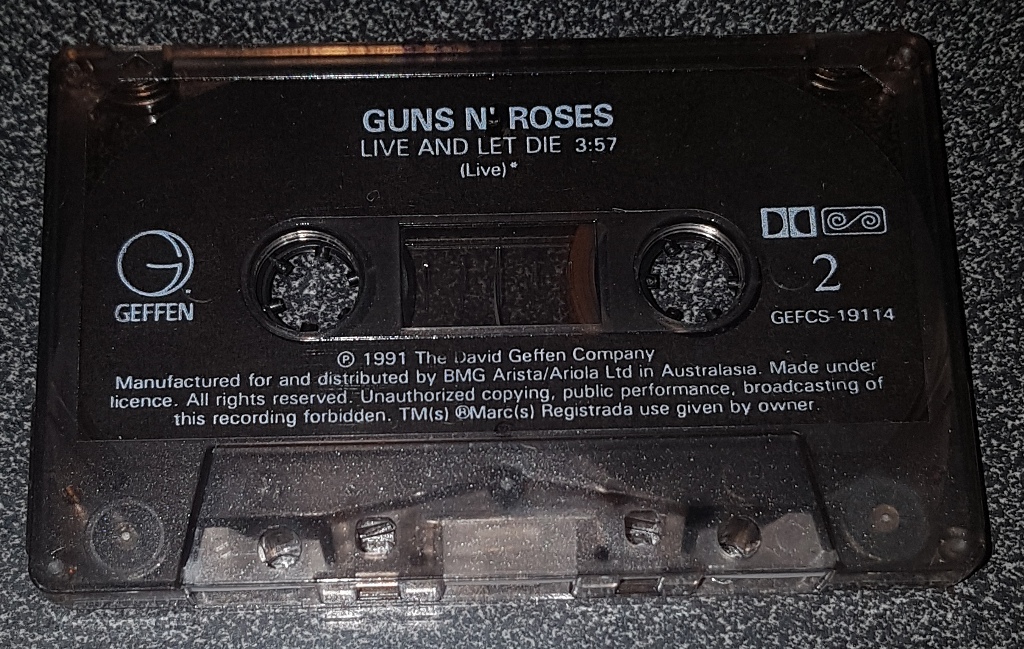 GUNS N' ROSES
LIVE AND LET DIE 3:57
(Live)*
GEFFEN
2
GEFCS-19114
℗ 1991 The David Geffen Company
Manufactured for and distributed by BMG Arista/Ariola Ltd in Australasia. Made under
licence. All rights reserved. Unauthorized copying, public performance, broadcasting of
this recording forbidden. TM(s) ®Marc(s) Registrada use given by owner.